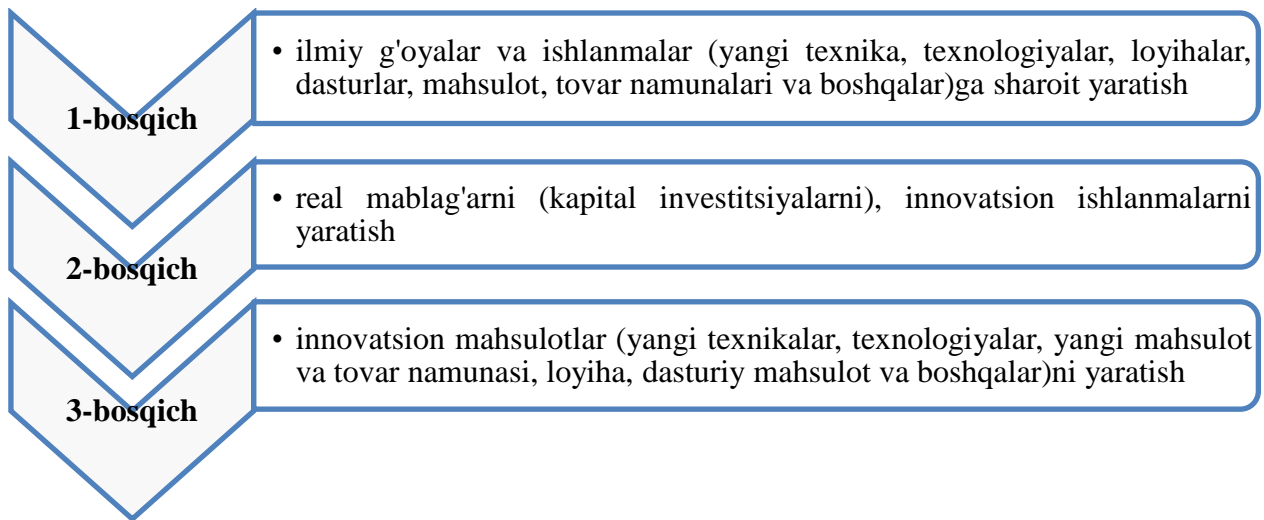 1-bosqich
• ilmiy g'oyalar va ishlanmalar (yangi texnika, texnologiyalar, loyihalar,
dasturlar, mahsulot, tovar namunalari va boshqalar)ga sharoit yaratish
2-bosqich
• real mablag'arni (kapital investitsiyalarni), innovatsion ishlanmalarni
yaratish
3-bosqich
• innovatsion mahsulotlar (yangi texnikalar, texnologiyalar, yangi mahsulot
va tovar namunasi, loyiha, dasturiy mahsulot va boshqalar)ni yaratish